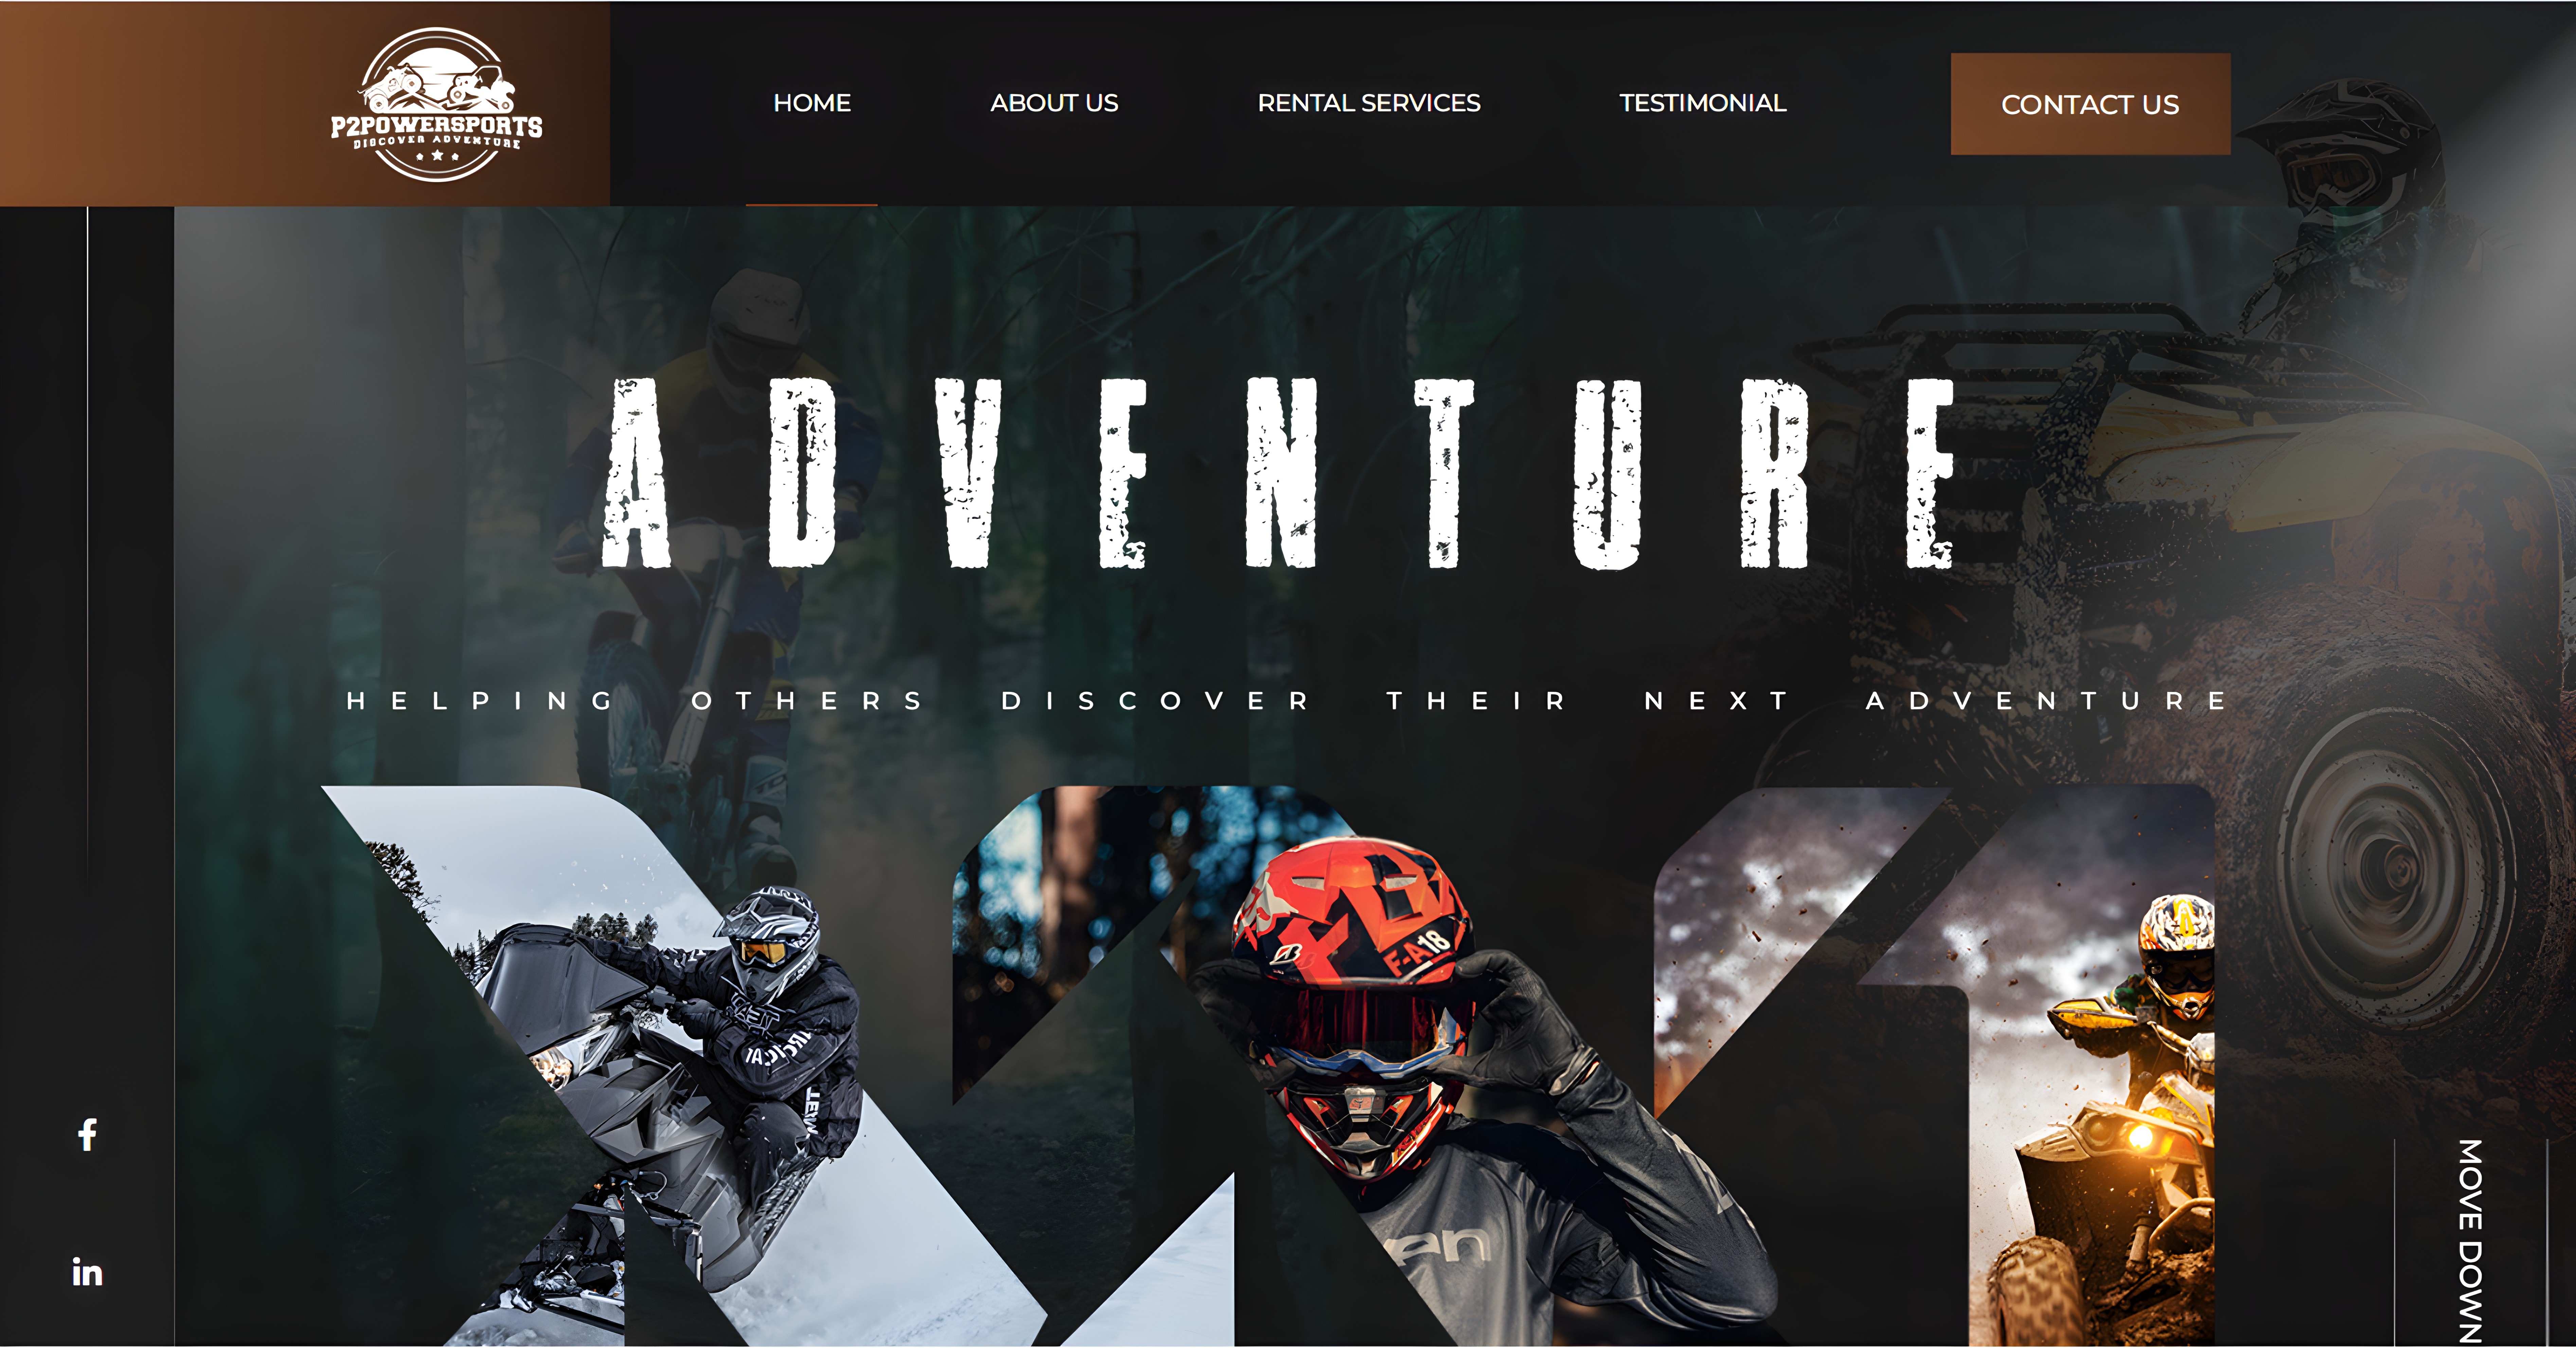 P2POWERSPORTS
DISCOVER ADVENTURE
HOME
ABOUT US
RENTAL SERVICES
TESTIMONIAL
CONTACT US
ADVENTURE
HELPING OTHERS DISCOVER THEIR NEXT ADVENTURE
F-A18
f
in
MOVE DOWN